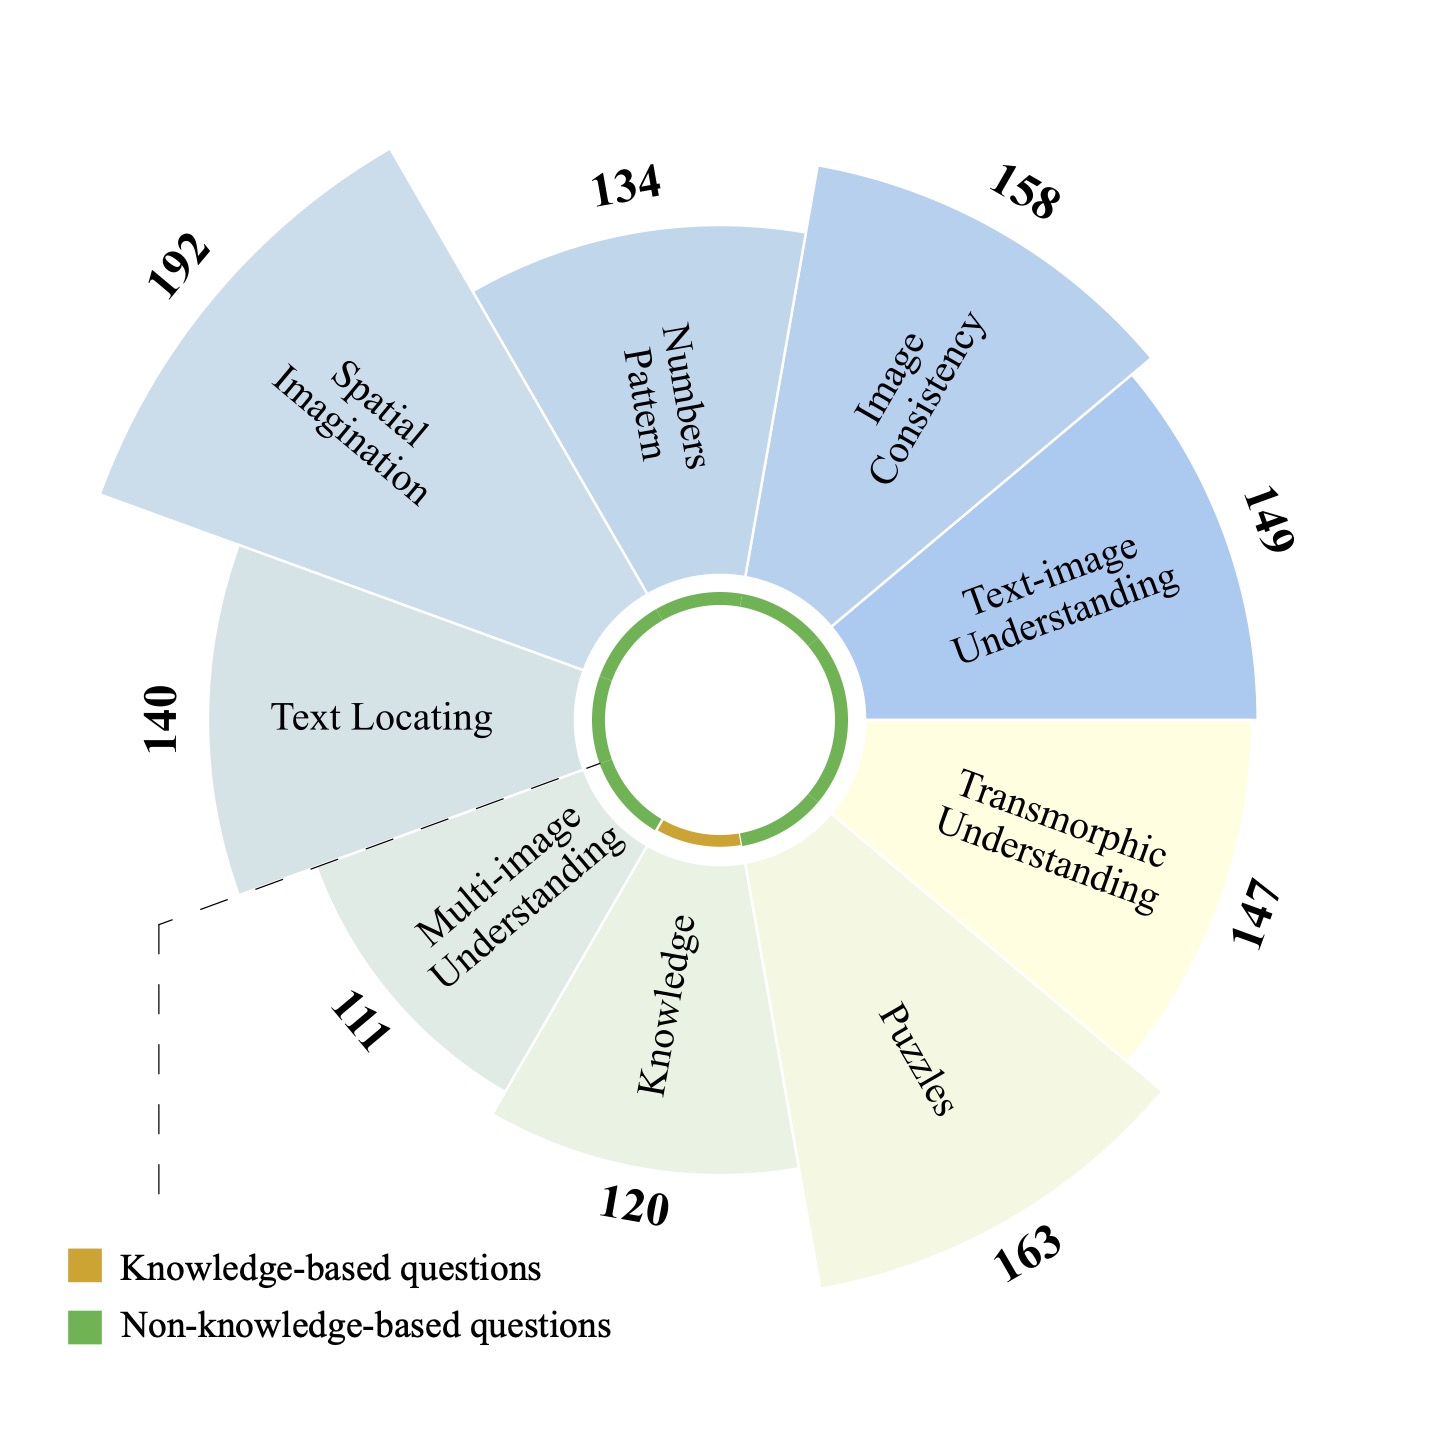 134
158
192
Numbers
Pattern
Image
Consistency
Spatial
Imagination
149
Text-image
Understanding
140
Text Locating
Transmorphic
Understanding
147
Multi-image
Understanding
111
Knowledge
Puzzles
120
163
Knowledge-based questions
Non-knowledge-based questions